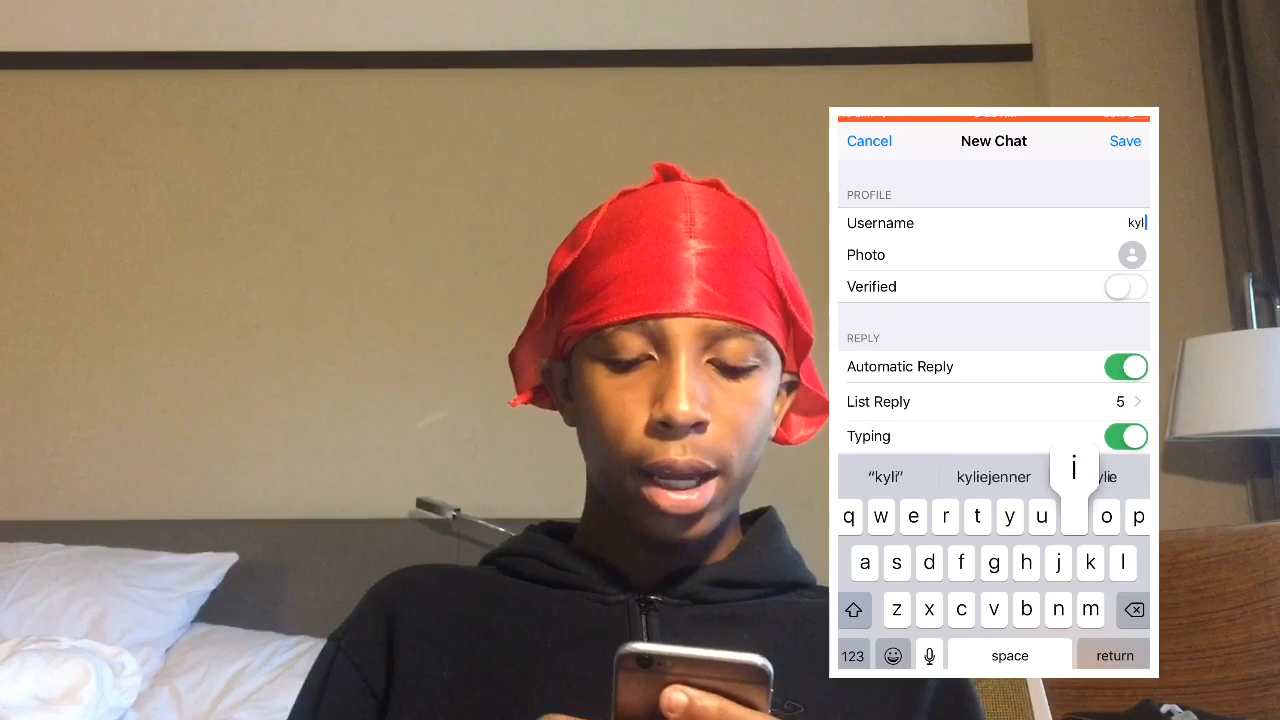 Cancel New Chat Save
PROFILE
Username kyl
Photo
Verified
REPLY
Automatic Reply
List Reply 5
Typing
"kyli" kyliejenner ylie
i
q w e r t y u o p
a s d f g h j k l
z x c v b n m
123 space return